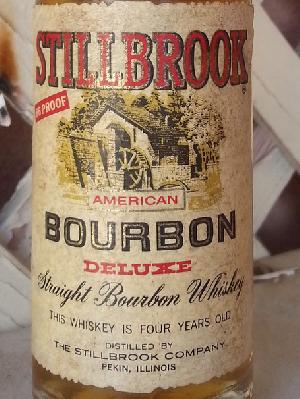 STILLBROOK
86 PROOF
AMERICAN
BOURBON
DELUXE
Straight Bourbon Whiskey
THIS WHISKEY IS FOUR YEARS OLD
DISTILLED BY
THE STILLBROOK COMPANY
PEKIN, ILLINOIS